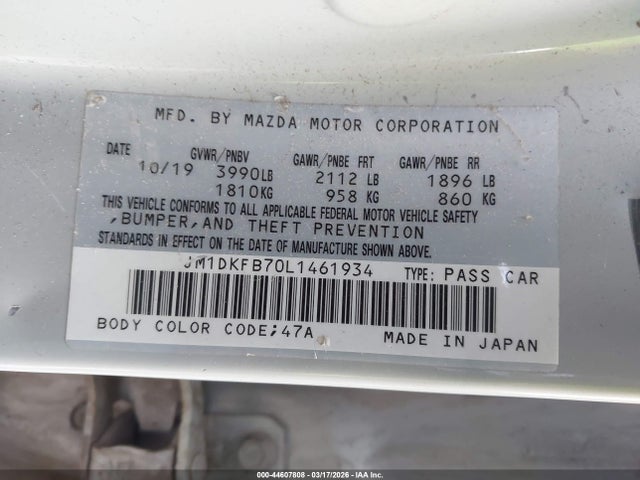 MFD. BY MAZDA MOTOR CORPORATION
DATE GVWR/PNBV GAWR/PNBE FRT GAWR/PNBE RR
10/19 3990LB 2112 LB 1896 LB
1810KG 958 KG 860 KG
THIS VEHICLE CONFORMS TO ALL APPLICABLE FEDERAL MOTOR VEHICLE SAFETY
,BUMPER,AND THEFT PREVENTION
STANDARDS IN EFFECT ON THE DATE OF MANUFACTURE SHOWN ABOVE.
JM1DKFB70L1461934 TYPE: PASS CAR
BODY COLOR CODE;47A MADE IN JAPAN
© 000-44607808 | 03/17/2026 | IAA Inc.